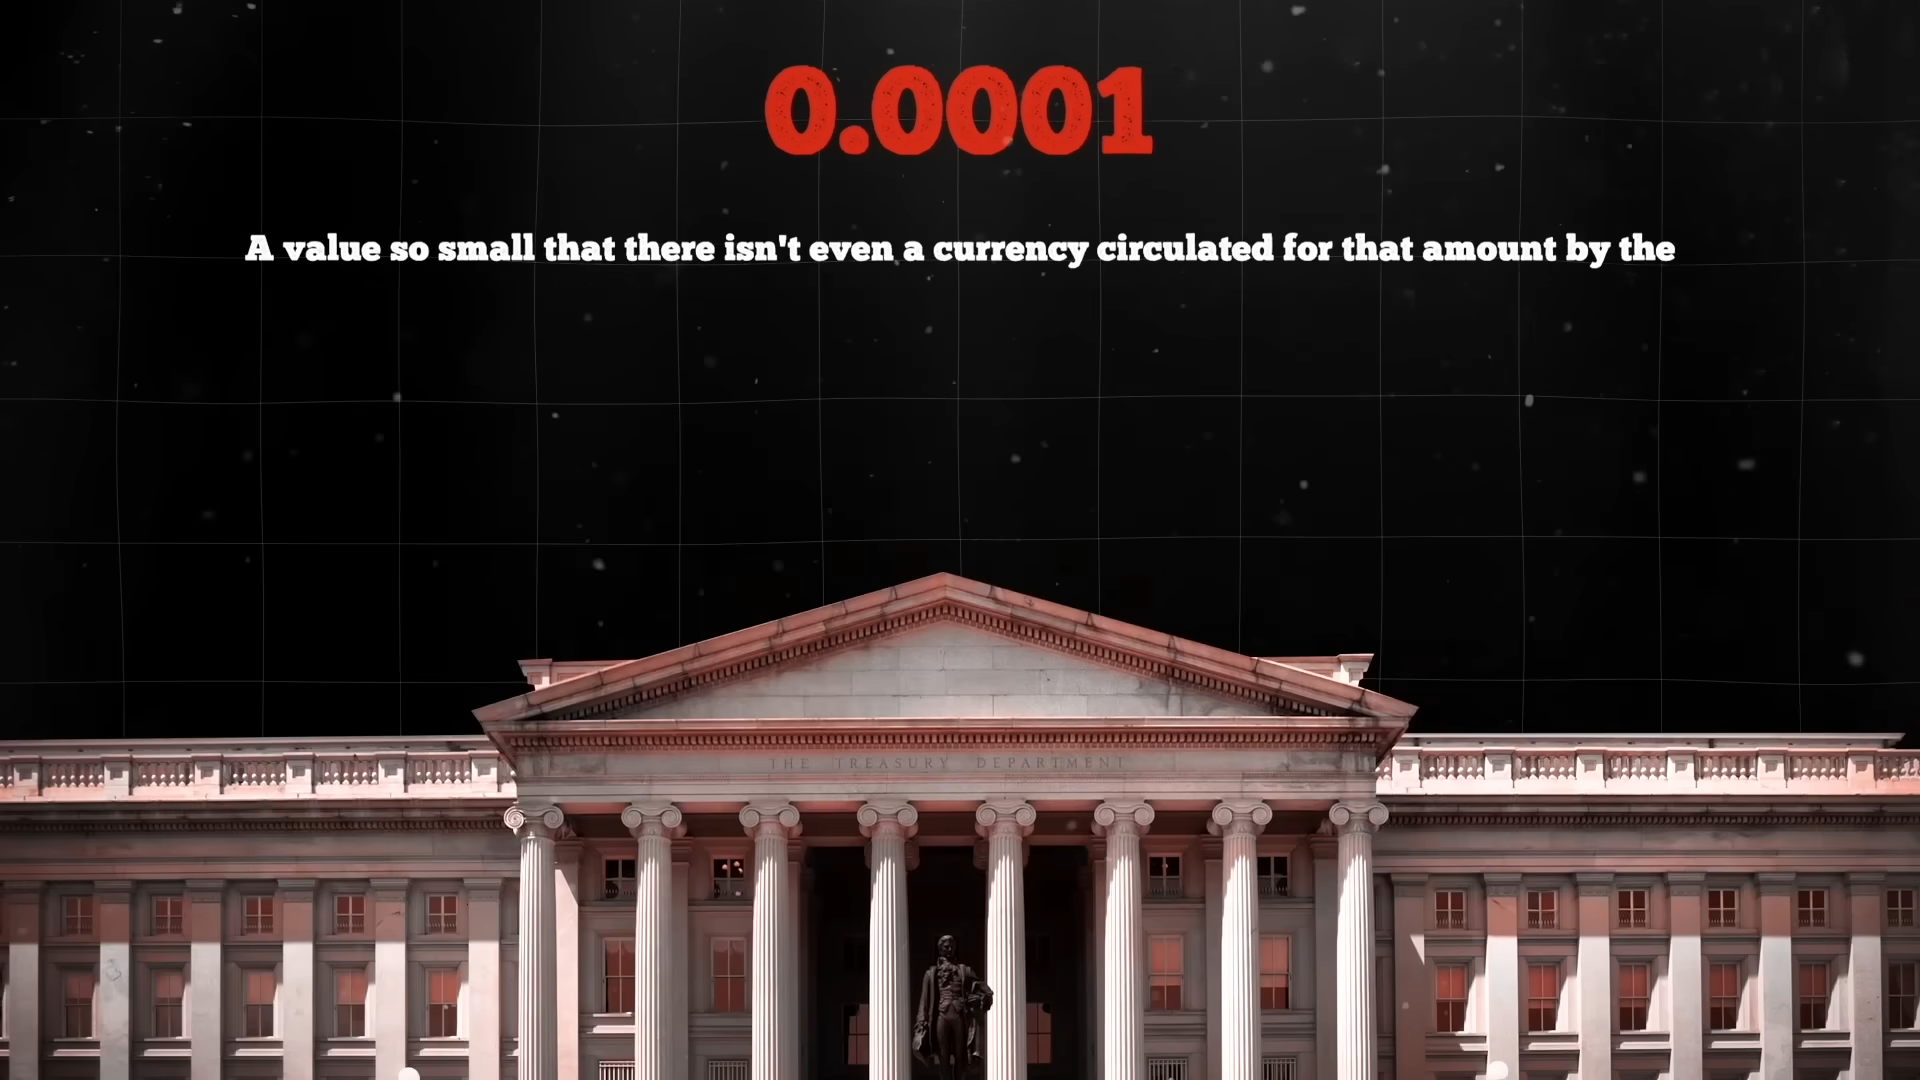 0.0001
A value so small that there isn't even a currency circulated for that amount by the
THE TREASURY DEPARTMENT